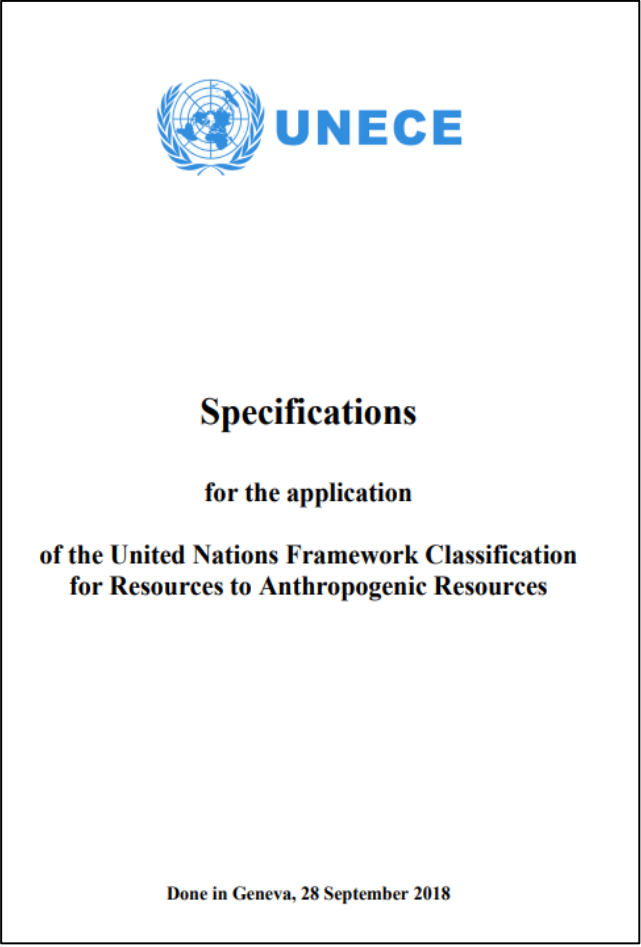 UNECE
Specifications
for the application
of the United Nations Framework Classification
for Resources to Anthropogenic Resources
Done in Geneva, 28 September 2018